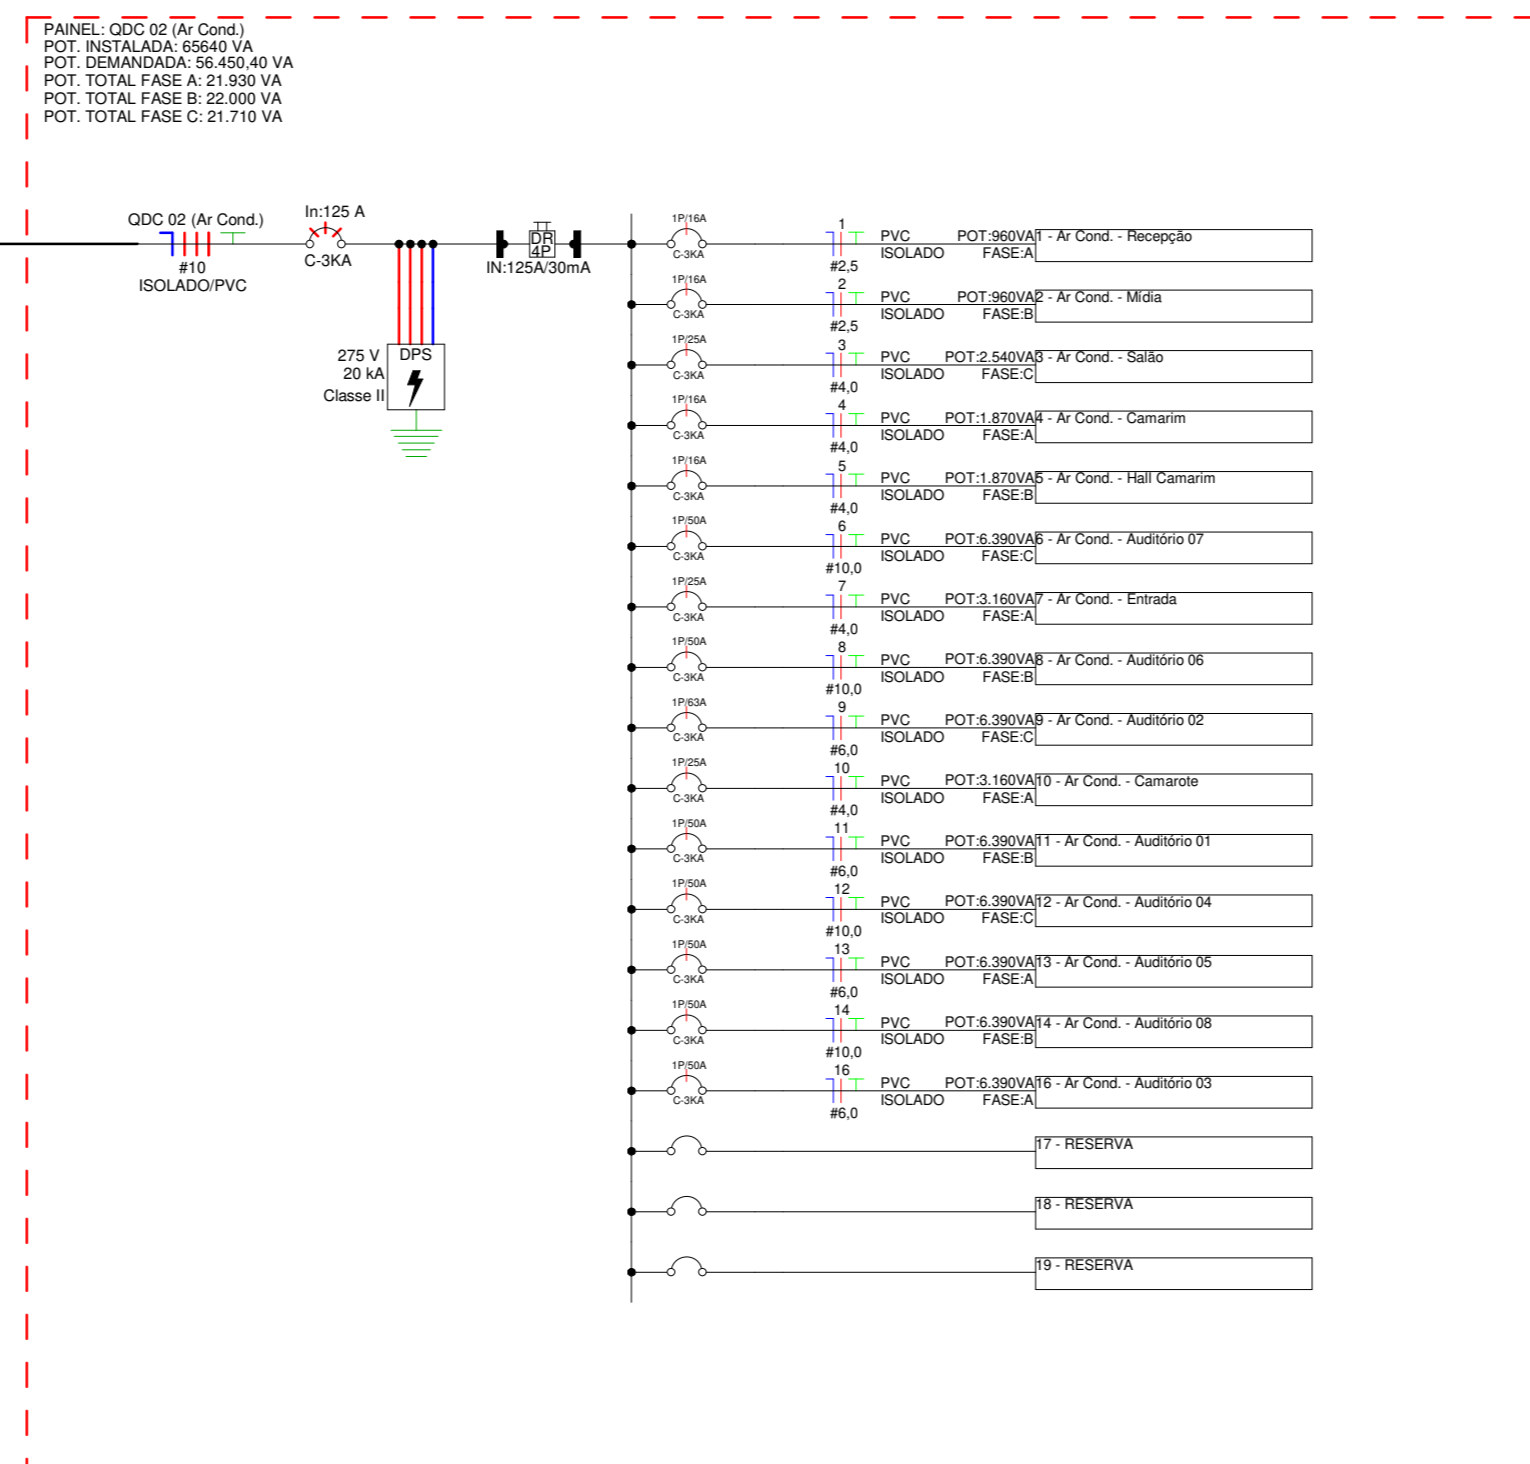 PAINEL: QDC 02 (Ar Cond.)
POT. INSTALADA: 65640 VA
POT. DEMANDADA: 56.450,40 VA
POT. TOTAL FASE A: 21.930 VA
POT. TOTAL FASE B: 22.000 VA
POT. TOTAL FASE C: 21.710 VA
QDC 02 (Ar Cond.)
#10
ISOLADO/PVC
In:125 A
C-3KA
275 V
20 kA
Classe II
DPS
DR
4P
IN:125A/30mA
1P/16A
C-3KA
1
#2,5
PVC POT:960VA 1 - Ar Cond. - Recepção
ISOLADO FASE:A
1P/16A
C-3KA
2
#2,5
PVC POT:960VA 2 - Ar Cond. - Mídia
ISOLADO FASE:B
1P/25A
C-3KA
3
#4,0
PVC POT:2.540VA 3 - Ar Cond. - Salão
ISOLADO FASE:C
1P/16A
C-3KA
4
#4,0
PVC POT:1.870VA 4 - Ar Cond. - Camarim
ISOLADO FASE:A
1P/16A
C-3KA
5
#4,0
PVC POT:1.870VA 5 - Ar Cond. - Hall Camarim
ISOLADO FASE:B
1P/50A
C-3KA
6
#10,0
PVC POT:6.390VA 6 - Ar Cond. - Auditório 07
ISOLADO FASE:C
1P/25A
C-3KA
7
#4,0
PVC POT:3.160VA 7 - Ar Cond. - Entrada
ISOLADO FASE:A
1P/50A
C-3KA
8
#10,0
PVC POT:6.390VA 8 - Ar Cond. - Auditório 06
ISOLADO FASE:B
1P/63A
C-3KA
9
#6,0
PVC POT:6.390VA 9 - Ar Cond. - Auditório 02
ISOLADO FASE:C
1P/25A
C-3KA
10
#4,0
PVC POT:3.160VA 10 - Ar Cond. - Camarote
ISOLADO FASE:A
1P/50A
C-3KA
11
#6,0
PVC POT:6.390VA 11 - Ar Cond. - Auditório 01
ISOLADO FASE:B
1P/50A
C-3KA
12
#10,0
PVC POT:6.390VA 12 - Ar Cond. - Auditório 04
ISOLADO FASE:C
1P/50A
C-3KA
13
#6,0
PVC POT:6.390VA 13 - Ar Cond. - Auditório 05
ISOLADO FASE:A
1P/50A
C-3KA
14
#10,0
PVC POT:6.390VA 14 - Ar Cond. - Auditório 08
ISOLADO FASE:B
1P/50A
C-3KA
16
#6,0
PVC POT:6.390VA 16 - Ar Cond. - Auditório 03
ISOLADO FASE:A
17 - RESERVA
18 - RESERVA
19 - RESERVA